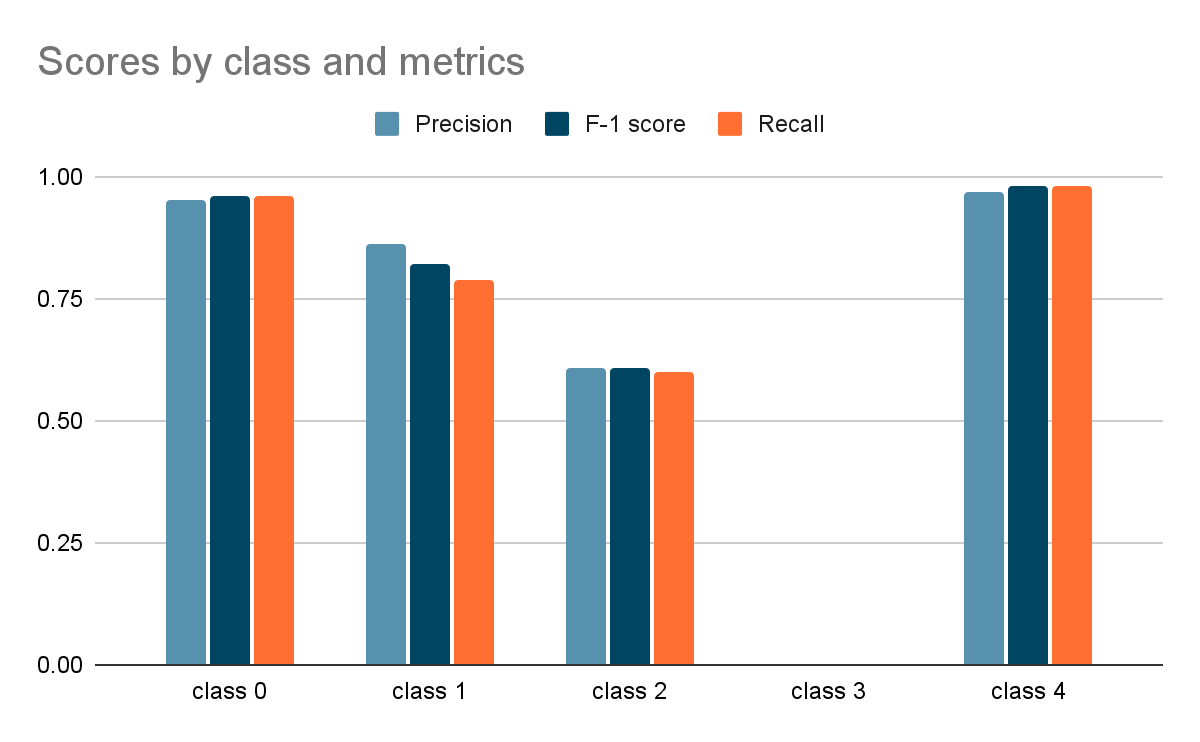 Scores by class and metrics
Precision F-1 score Recall
1.00
0.75
0.50
0.25
0.00
class 0 class 1 class 2 class 3 class 4